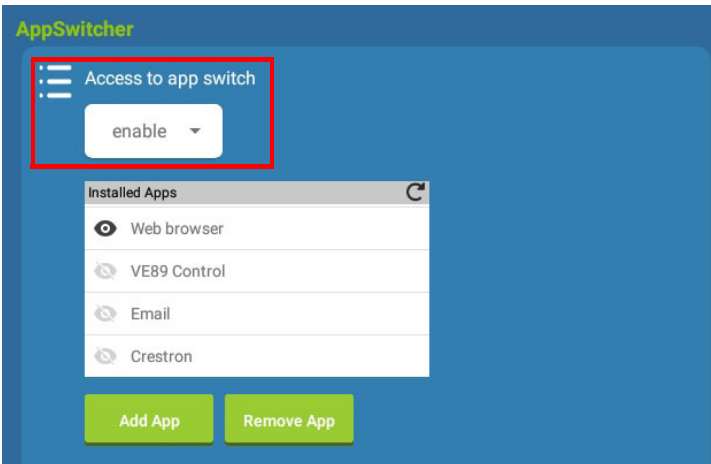 AppSwitcher
Access to app switch
enable
Installed Apps
Web browser
VE89 Control
Email
Crestron
Add App Remove App